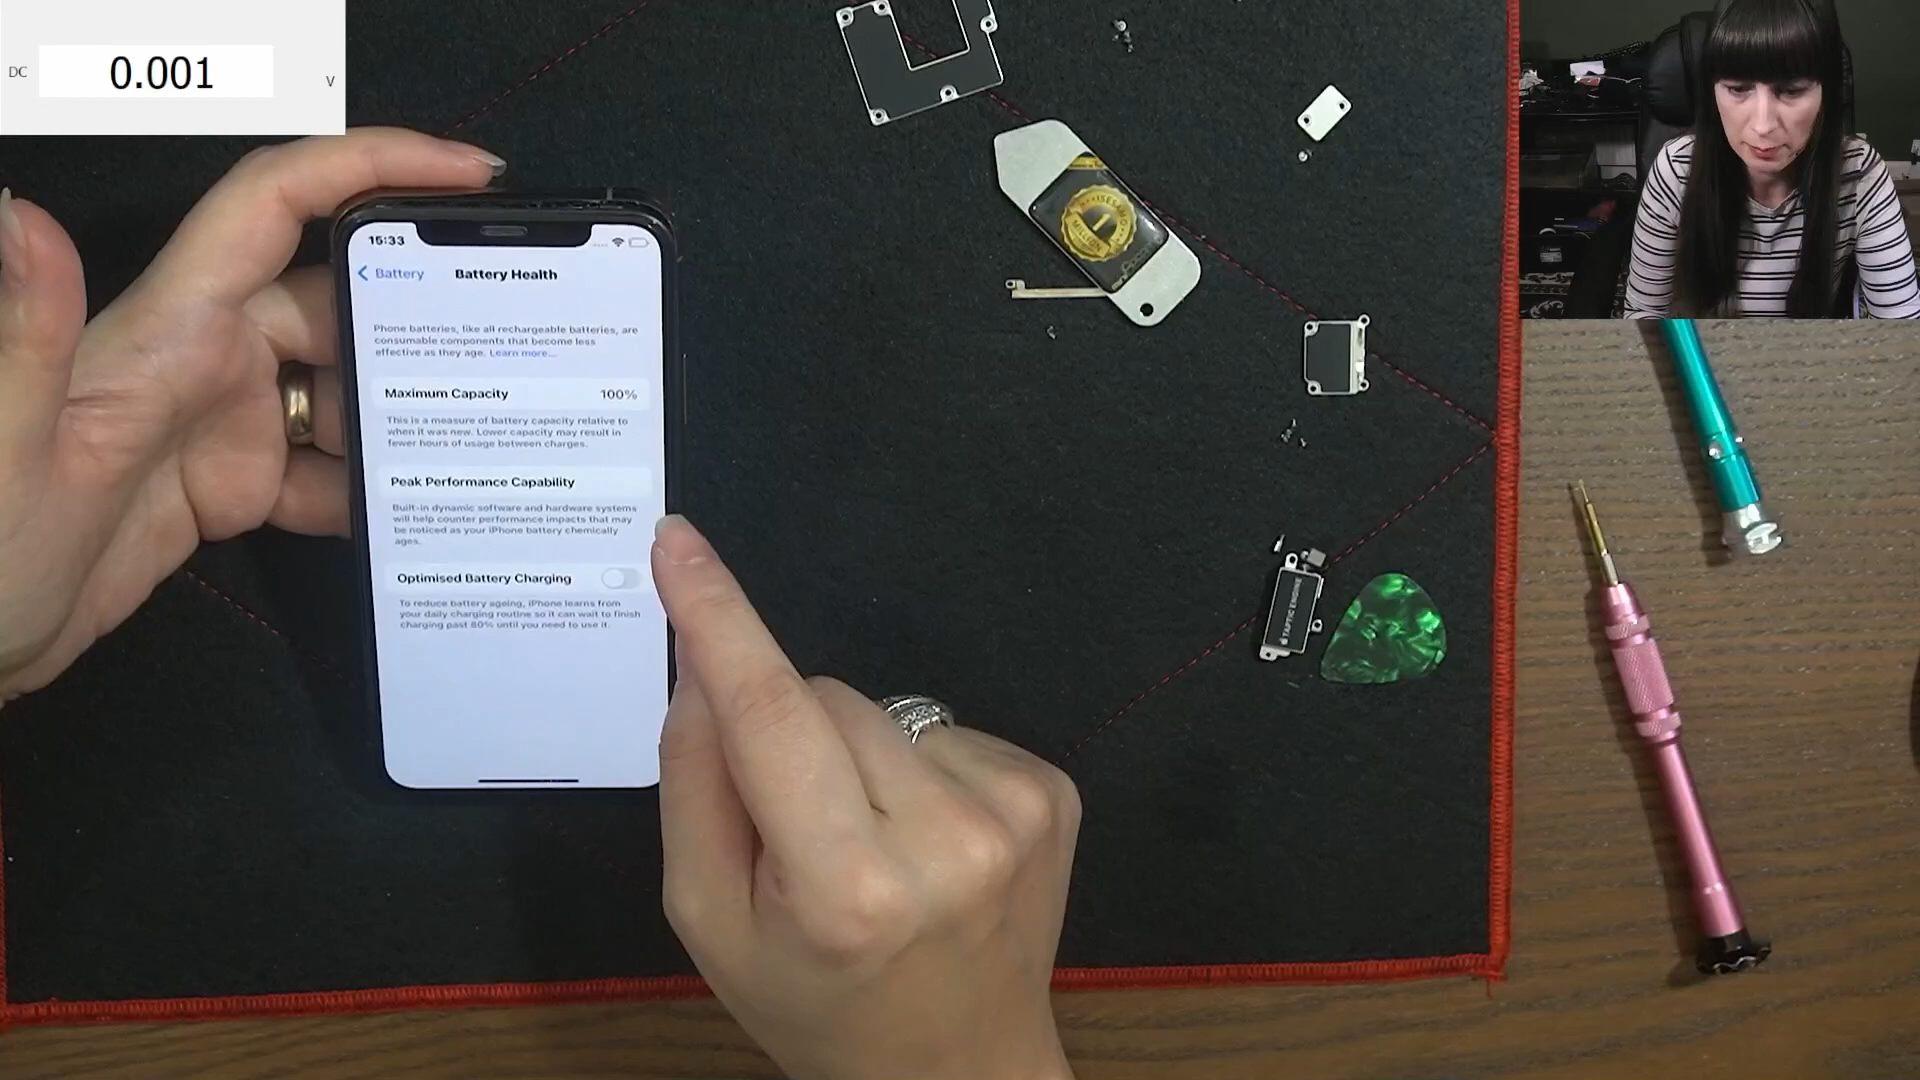 DC 0.001 V
15:33
Battery Battery Health
Phone batteries, like all rechargeable batteries, are
consumable components that become less
effective as they age. Learn more...
Maximum Capacity 100%
This is a measure of battery capacity relative to
when it was new. Lower capacity may result in
fewer hours of usage between charges.
Peak Performance Capability
Built-in dynamic software and hardware systems
will help counter performance impacts that may
be noticed as your iPhone battery chemically
ages.
Optimised Battery Charging
To reduce battery ageing, iPhone learns from
your daily charging routine so it can wait to finish
charging past 80% until you need to use it.
1
MILLION
TAPTIC ENGINE